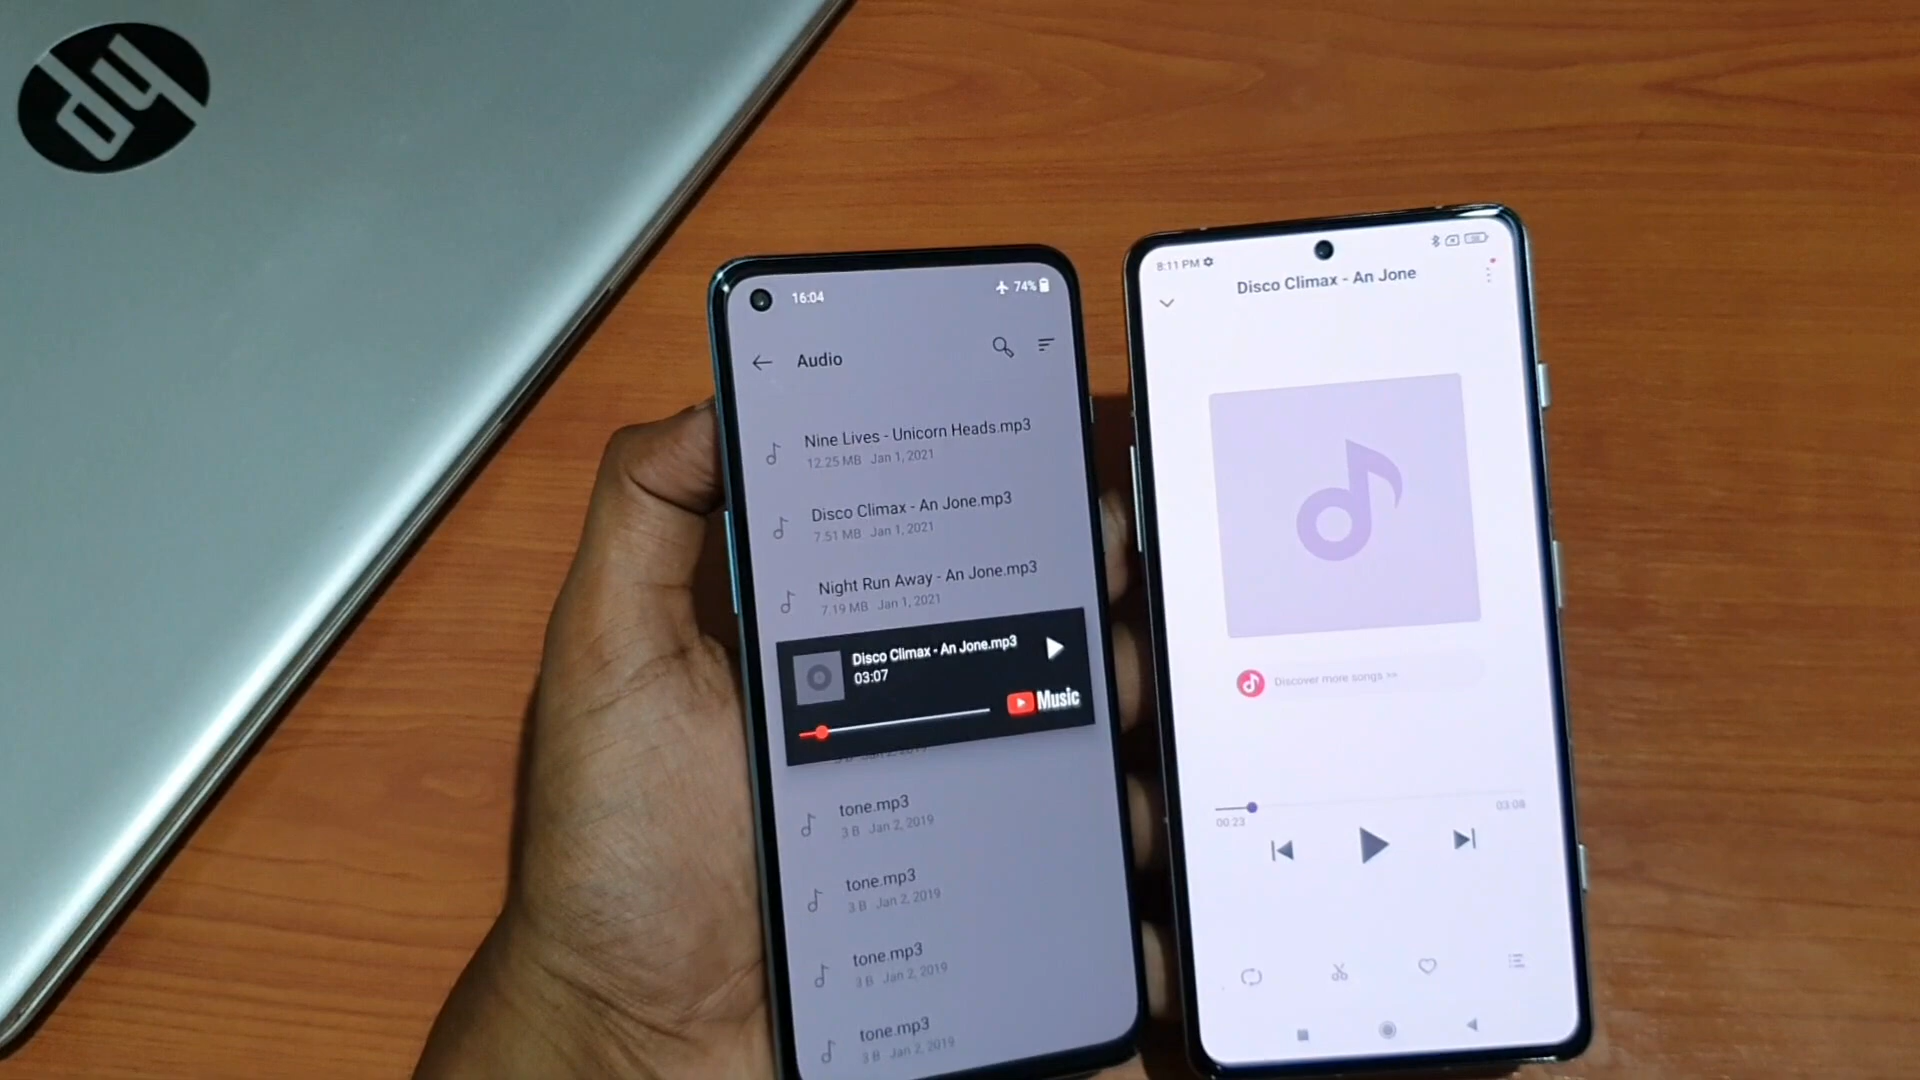 hp
16:04
74%
Audio
Nine Lives - Unicorn Heads.mp3
12.25 MB Jan 1, 2021
Disco Climax - An Jone.mp3
7.51 MB Jan 1, 2021
Night Run Away - An Jone.mp3
7.19 MB Jan 1, 2021
Disco Climax - An Jone.mp3
03:07
Music
tone.mp3
3 B Jan 2, 2019
tone.mp3
3 B Jan 2, 2019
tone.mp3
3 B Jan 2, 2019
tone.mp3
3 B Jan 2, 2019
8:11 PM
Disco Climax - An Jone
Discover more songs >>
00:23
03:08